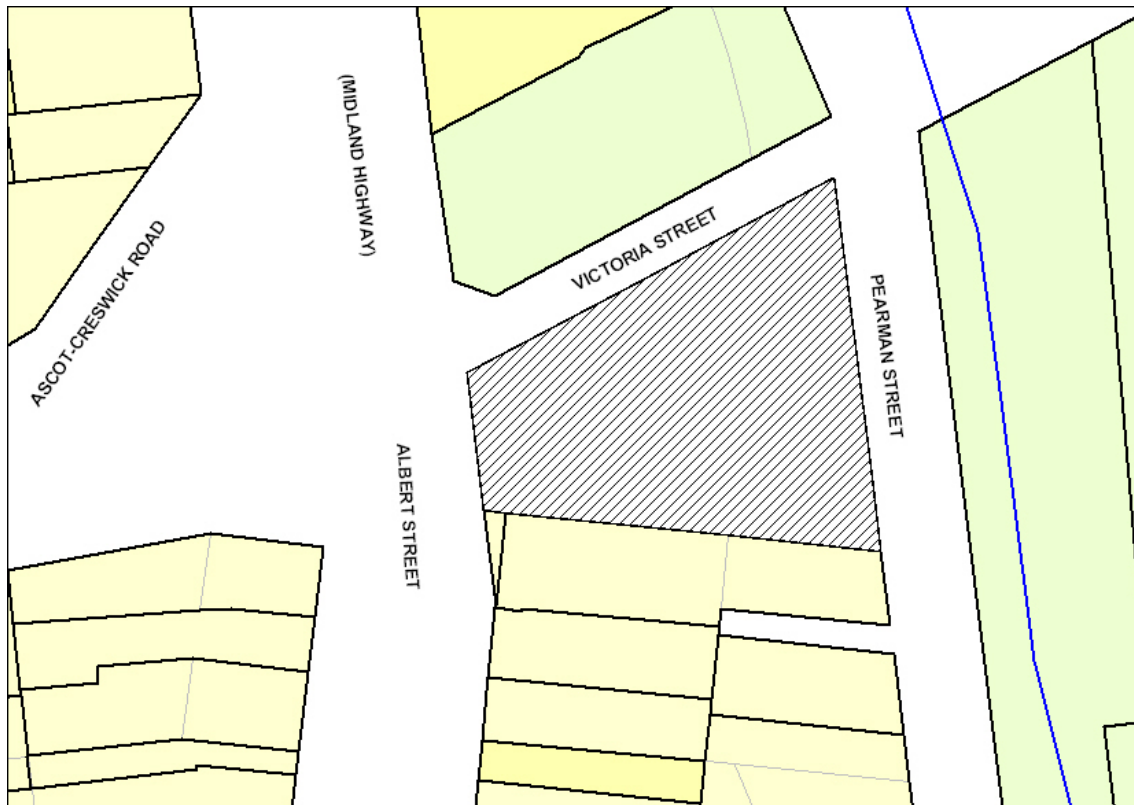 (MIDLAND HIGHWAY)
ASCOT-CRESWICK ROAD
VICTORIA STREET
PEARMAN STREET
ALBERT STREET